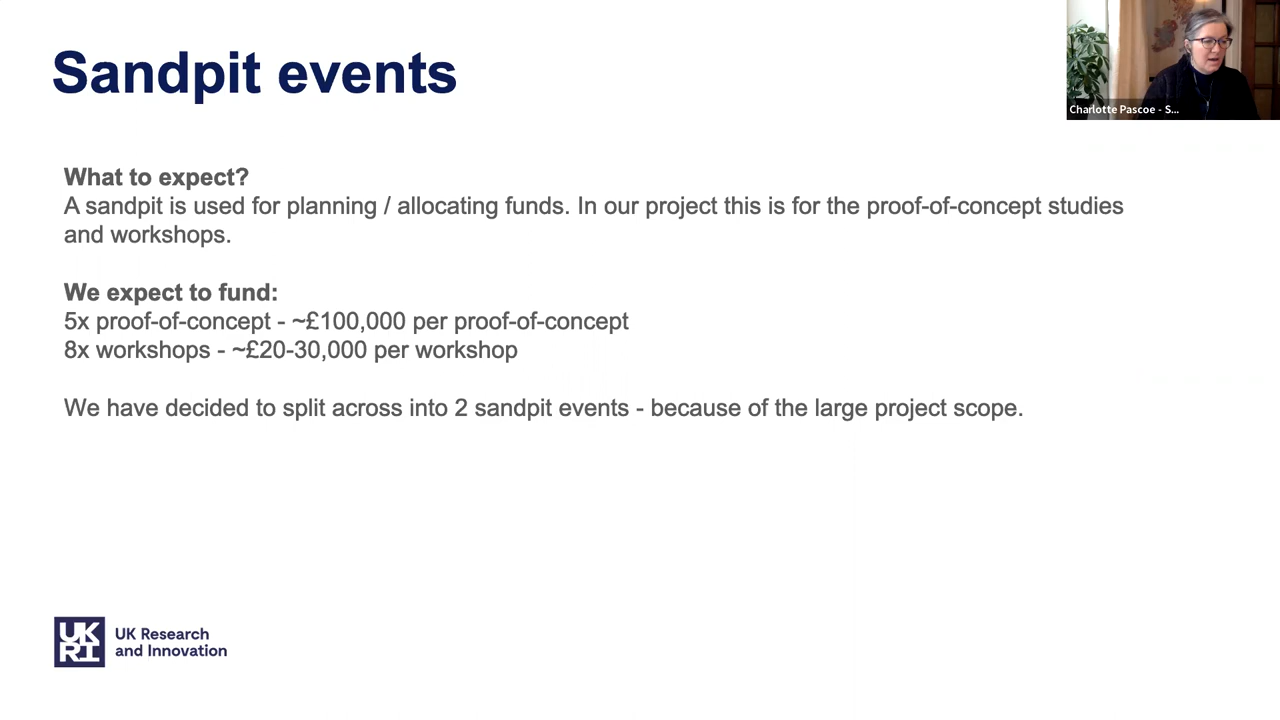 Sandpit events
Charlotte Pascoe - S...
What to expect?
A sandpit is used for planning / allocating funds. In our project this is for the proof-of-concept studies
and workshops.
We expect to fund:
5x proof-of-concept - ~£100,000 per proof-of-concept
8x workshops - ~£20-30,000 per workshop
We have decided to split across into 2 sandpit events - because of the large project scope.
UK
RI
UK Research
and Innovation